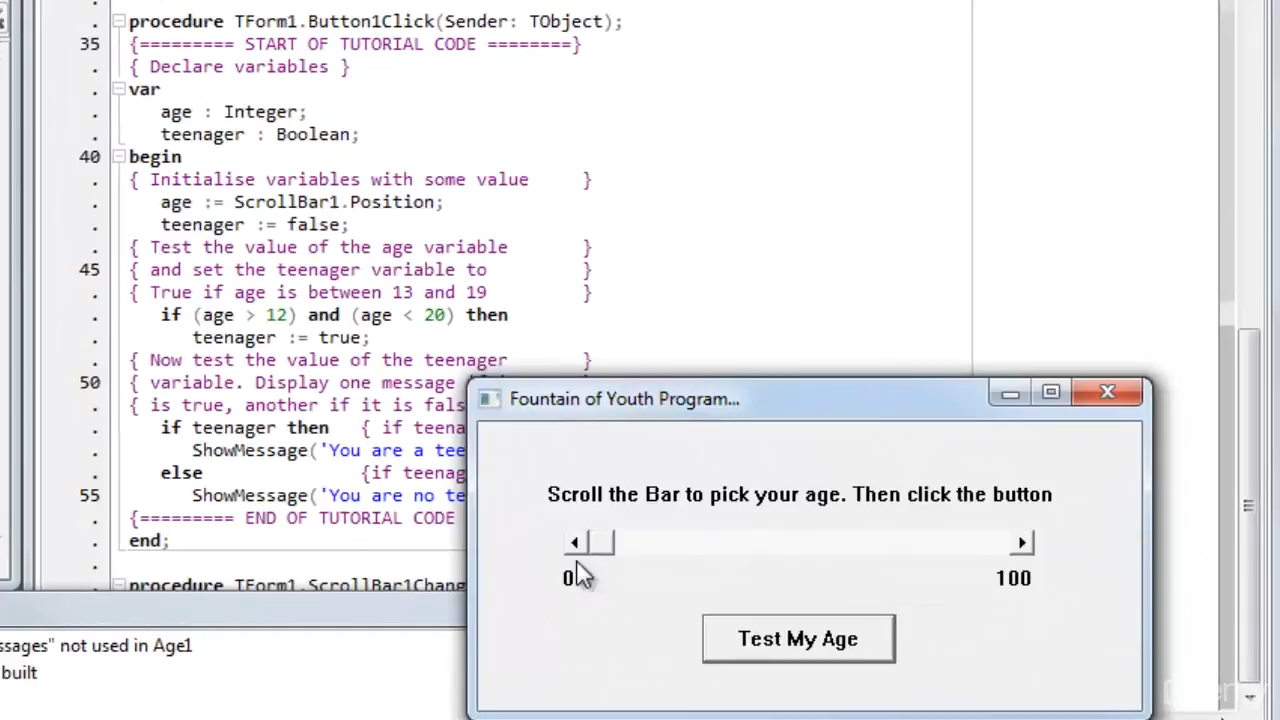 procedure TForm1.Button1Click(Sender: TObject);
35 {========= START OF TUTORIAL CODE ========}
{ Declare variables }
var
age : Integer;
teenager : Boolean;
40 begin
{ Initialise variables with some value }
age := ScrollBar1.Position;
teenager := false;
{ Test the value of the age variable }
45 { and set the teenager variable to }
{ True if age is between 13 and 19 }
if (age > 12) and (age < 20) then
teenager := true;
{ Now test the value of the teenager }
50 { variable. Display one message
{ is true, another if it is fals
if teenager then { if teena
ShowMessage('You are a tee
else {if teenag
55 ShowMessage('You are no te
{========= END OF TUTORIAL CODE
end;
procedure TForm1.ScrollBar1Chang
ssages" not used in Age1
built
Fountain of Youth Program...
Scroll the Bar to pick your age. Then click the button
0 100
Test My Age